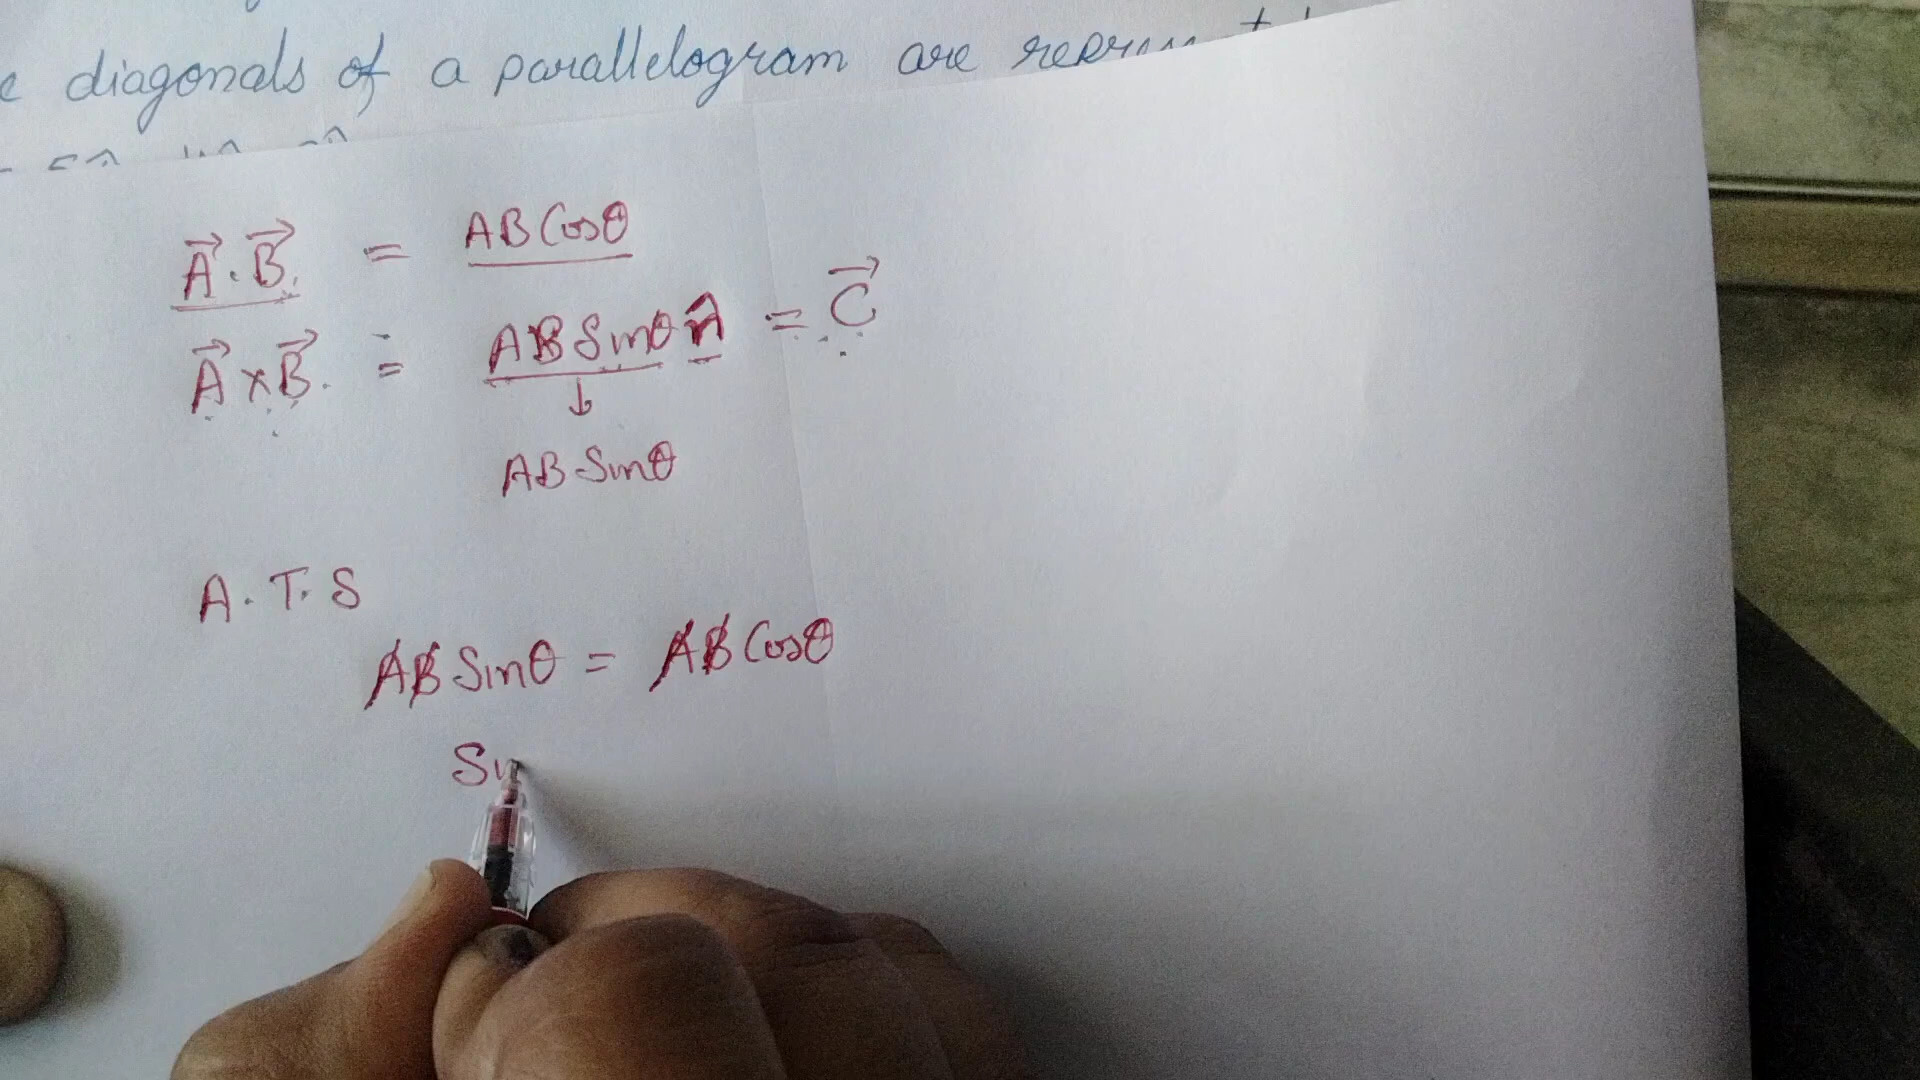 diagonals of a parallelogram are
A⃗ . B⃗ = AB Cosθ
A⃗ × B⃗ = AB Sinθ n̂ = C⃗
↓
AB Sinθ
A. T. S
AB Sinθ = AB Cosθ